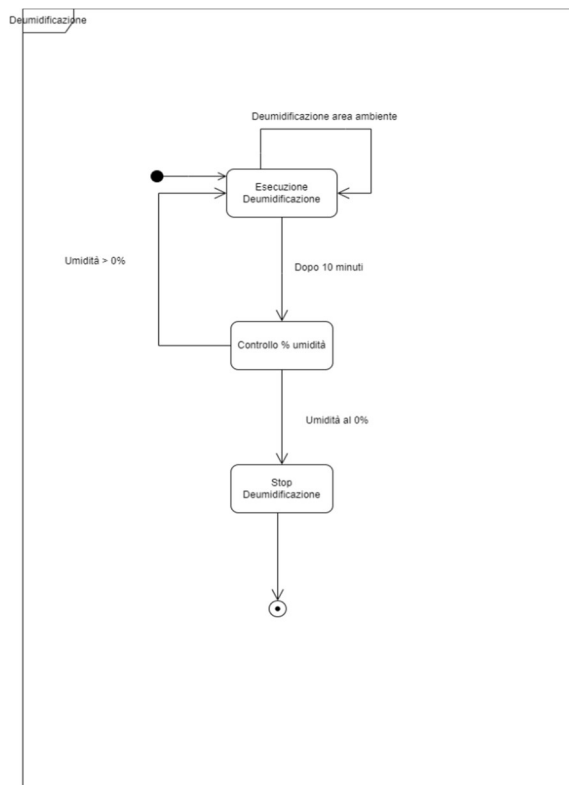 Deumidificazione
Deumidificazione area ambiente
Esecuzione
Deumidificazione
Umidità > 0%
Dopo 10 minuti
Controllo % umidità
Umidità al 0%
Stop
Deumidificazione